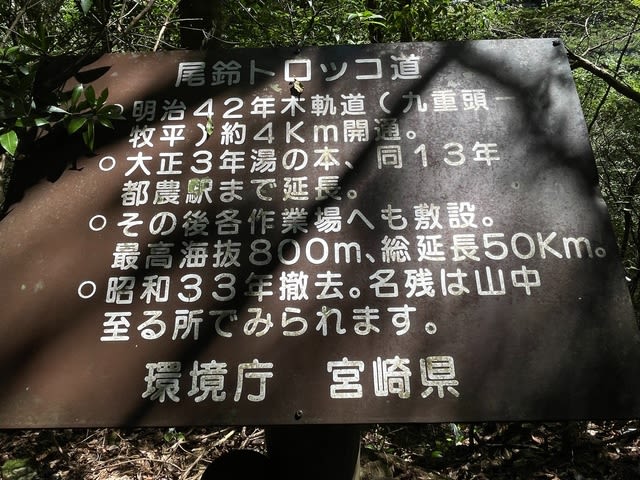 尾鈴トロッコ道
○明治42年木軌道(九重頭ー
牧平)約4Km開通。
○大正3年湯の本、同13年
都農駅まで延長。
○その後各作業場へも敷設。
最高海抜800m、総延長50Km。
○昭和33年撤去。名残は山中
至る所でみられます。
環境庁 宮崎県